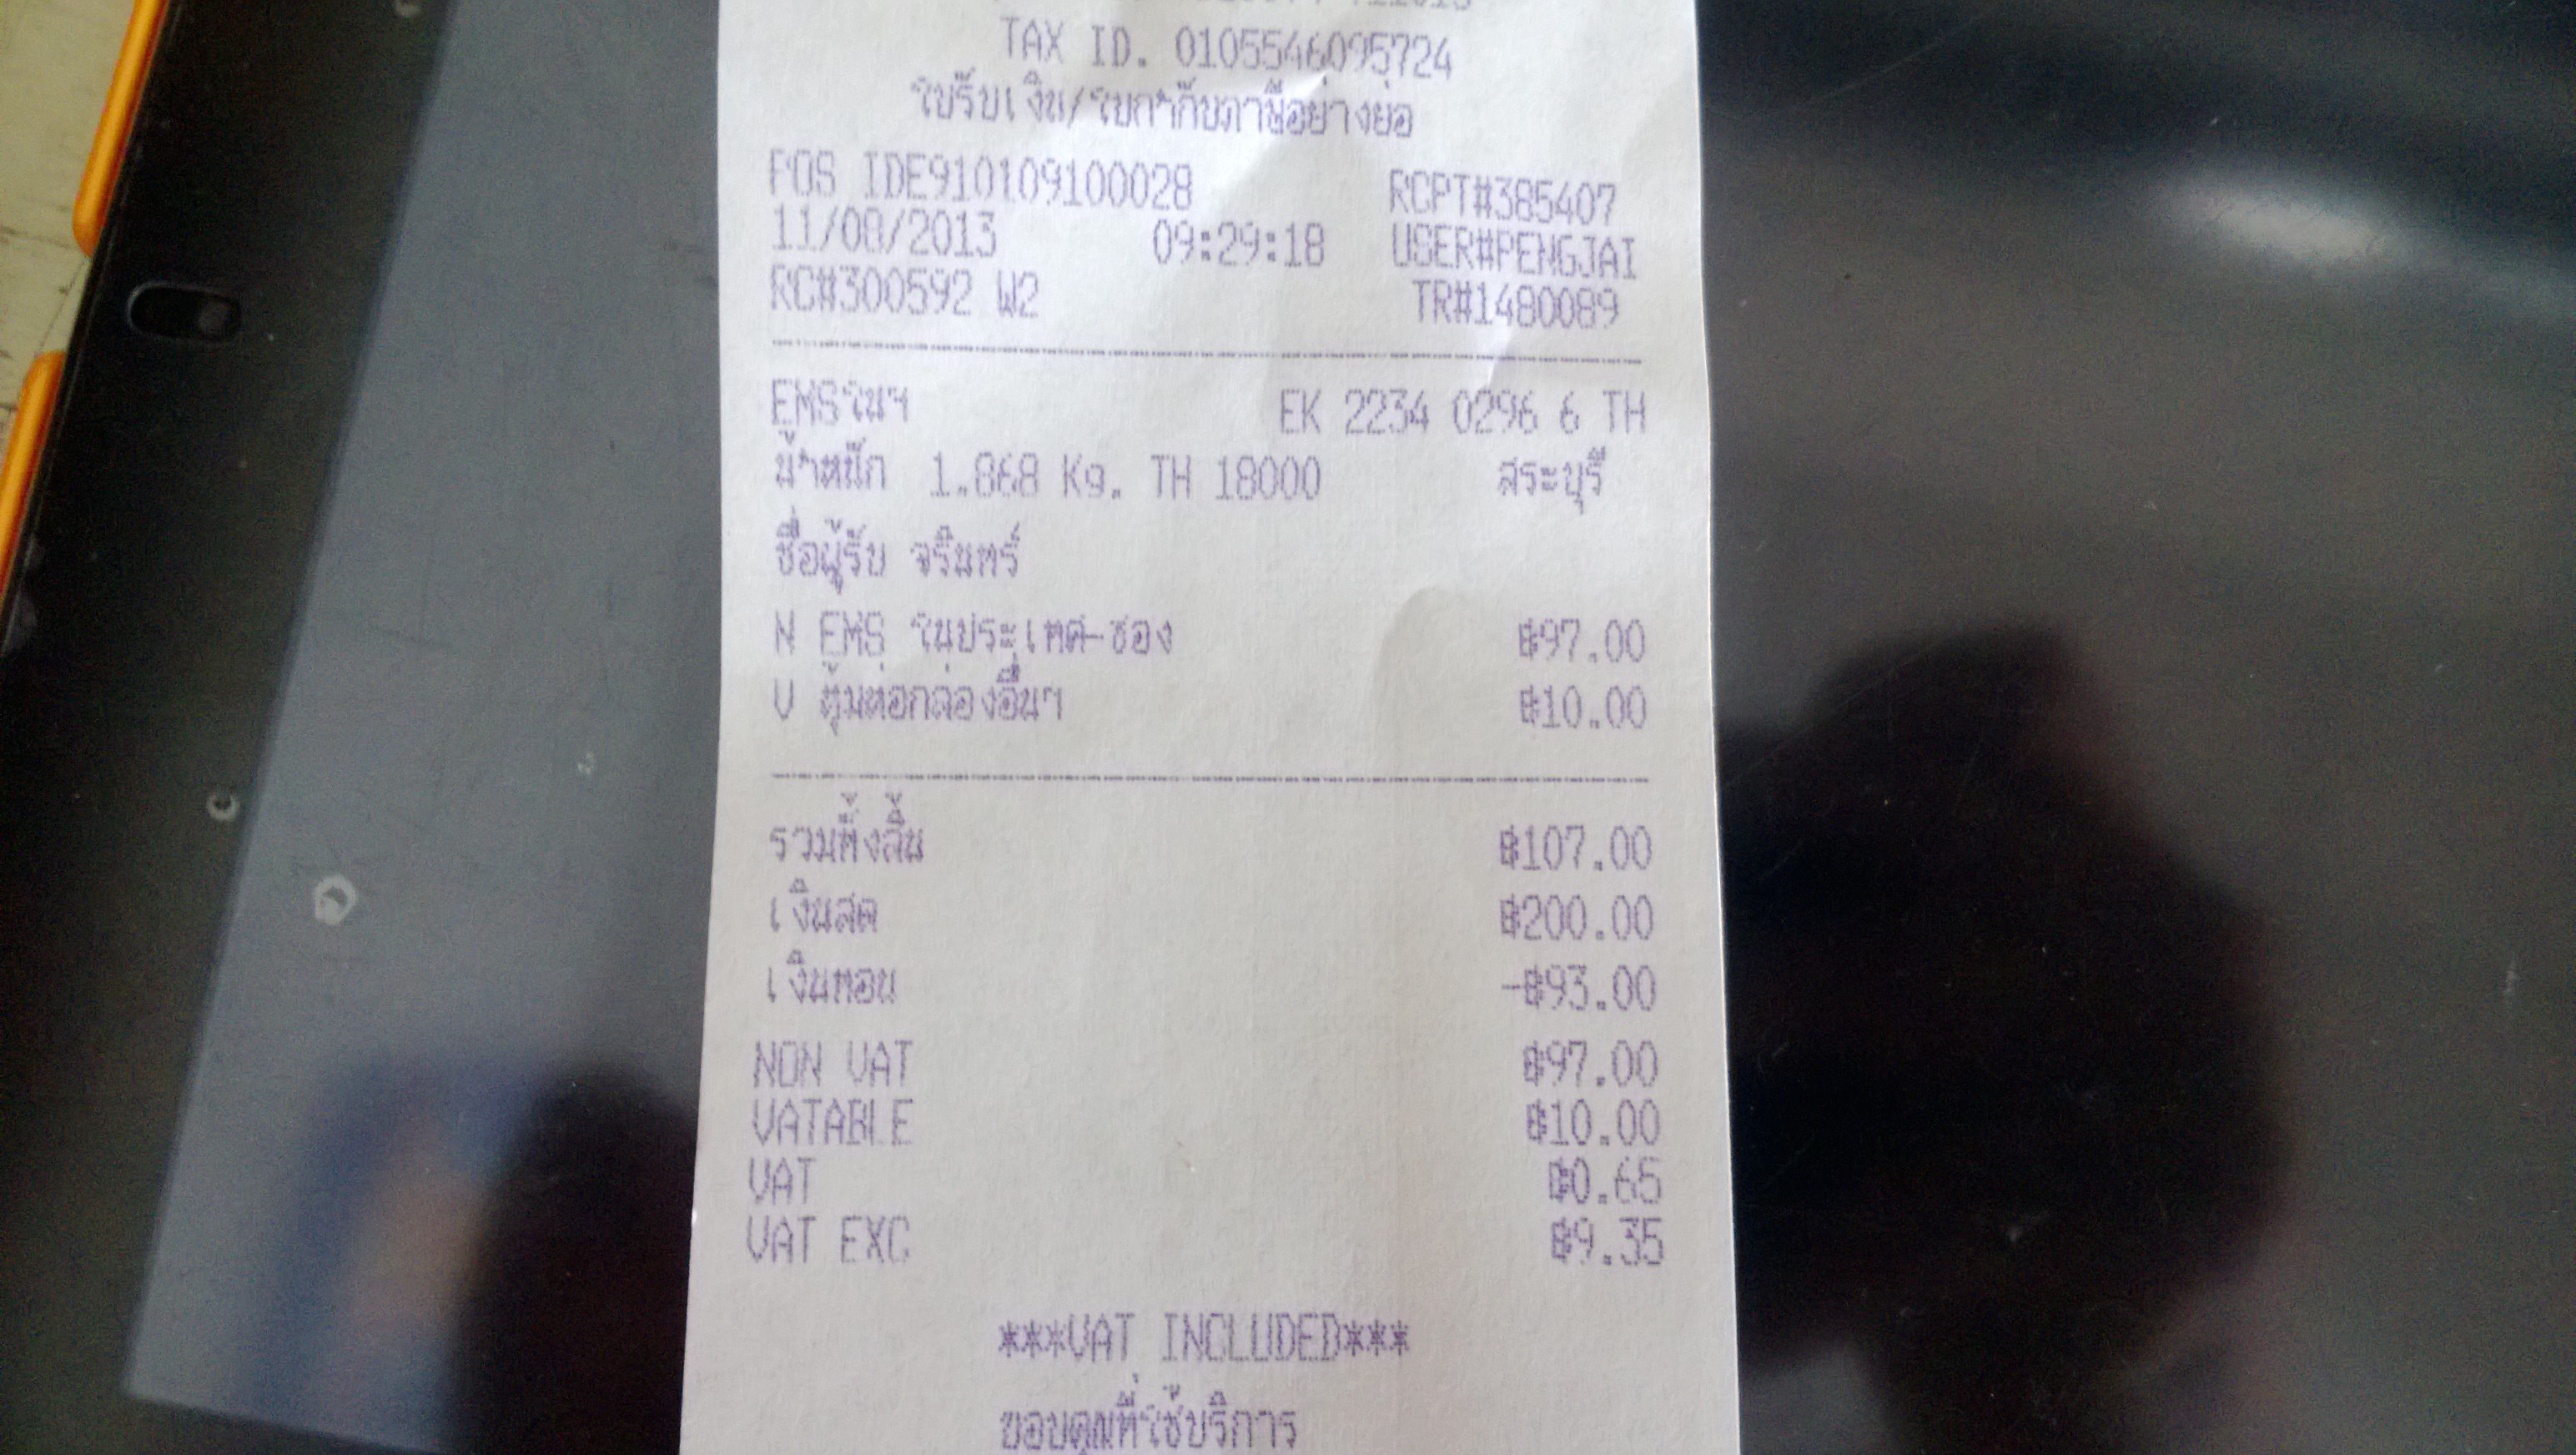 TAX ID. 0105546095724
ใบรับเงิน/ใบกำกับภาษีอย่างย่อ
POS IDE910109100028 RCPT#385407
11/08/2013 09:29:18 USER#PENGJAI
RC#300592 W2 TR#1480089
EMSในฯ EK 2234 0296 6 TH
น้ำหนัก 1.868 Kg. TH 18000 สระบุรี
ชื่อผู้รับ จรินทร์
N EMS ในประเทศ-ซอง ฿97.00
V หุ้มห่อกล่องอื่นๆ ฿10.00
รวมทั้งสิ้น ฿107.00
เงินสด ฿200.00
เงินทอน -฿93.00
NON VAT ฿97.00
VATABLE ฿10.00
VAT ฿0.65
VAT EXC ฿9.35
***VAT INCLUDED***
ขอบคุณที่ใช้บริการ